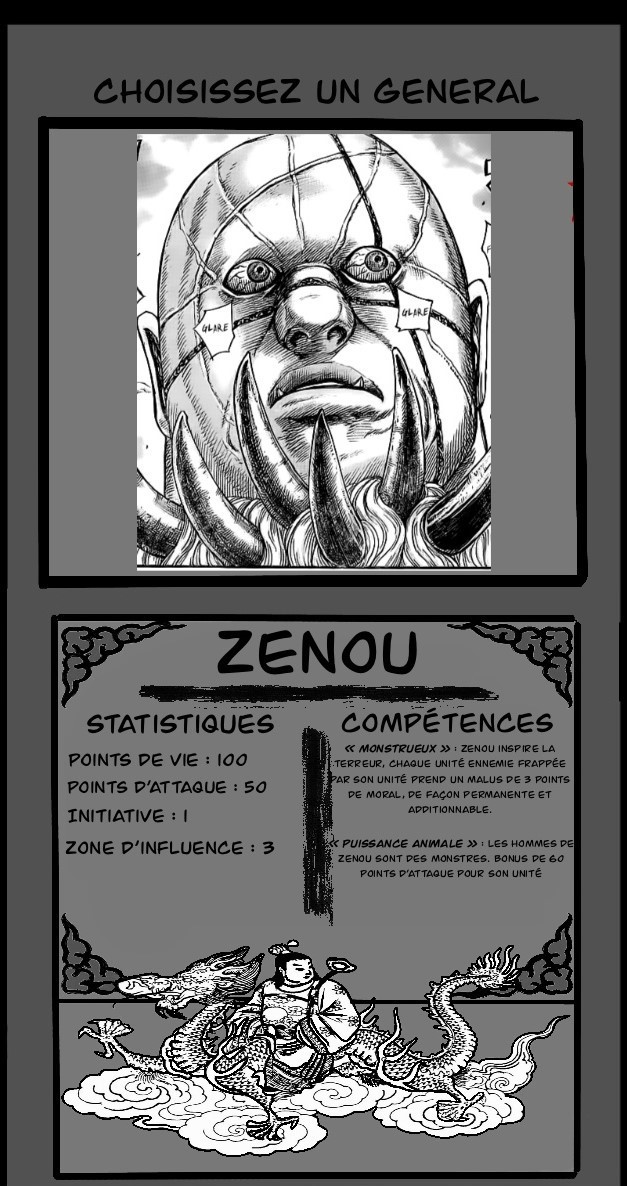 CHOISISSEZ UN GENERAL
GLARE
GLARE
ZENOU
STATISTIQUES
POINTS DE VIE : 100
POINTS D'ATTAQUE : 50
INITIATIVE : 1
ZONE D'INFLUENCE : 3
COMPÉTENCES
« MONSTRUEUX » : ZENOU INSPIRE LA
TERREUR, CHAQUE UNITÉ ENNEMIE FRAPPÉE
PAR SON UNITÉ PREND UN MALUS DE 3 POINTS
DE MORAL, DE FAÇON PERMANENTE ET
ADDITIONNABLE.
« PUISSANCE ANIMALE » : LES HOMMES DE
ZENOU SONT DES MONSTRES. BONUS DE 60
POINTS D'ATTAQUE POUR SON UNITÉ